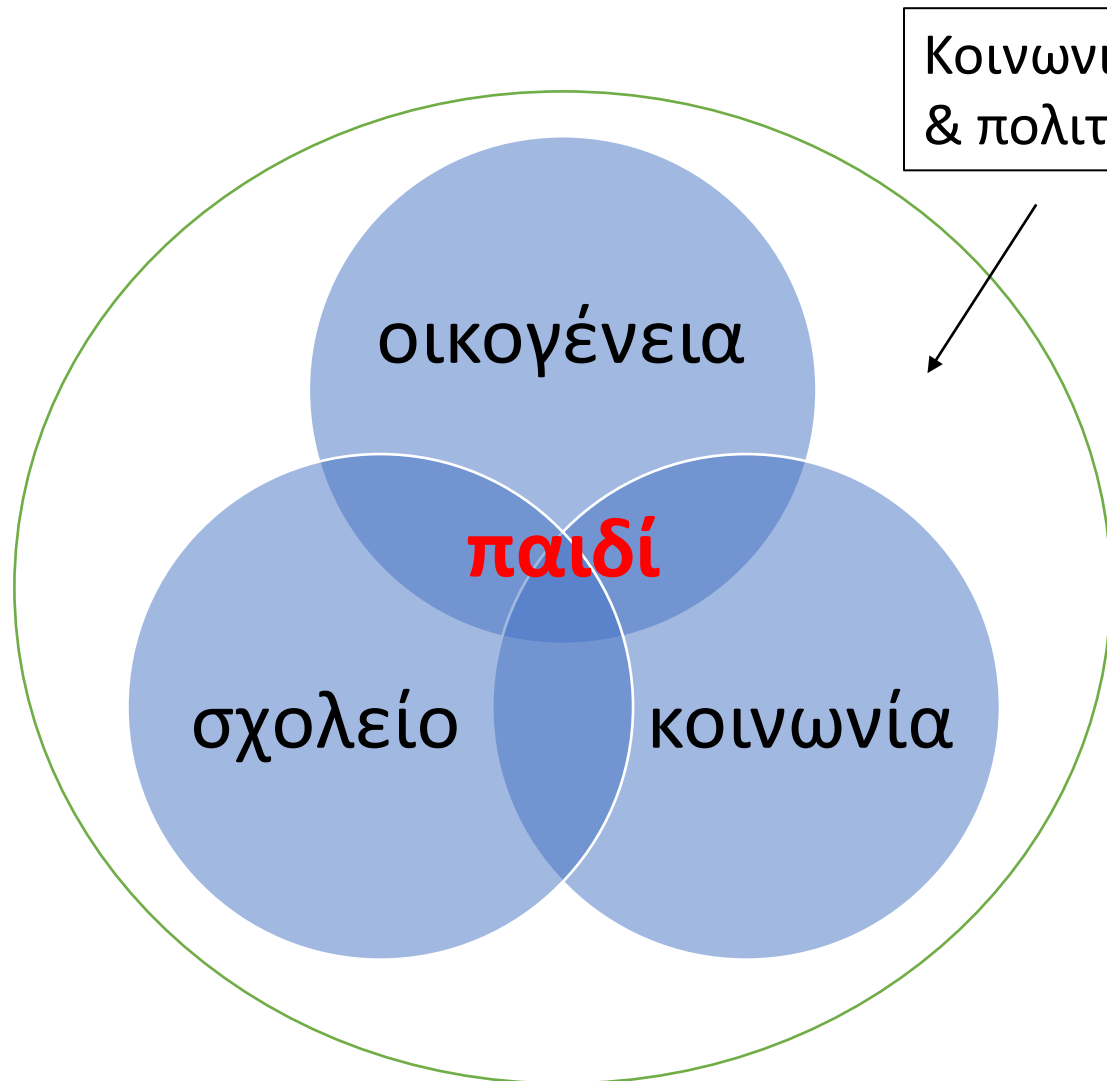 Κοινωνι
& πολιτ
οικογένεια
παιδί
σχολείο
κοινωνία